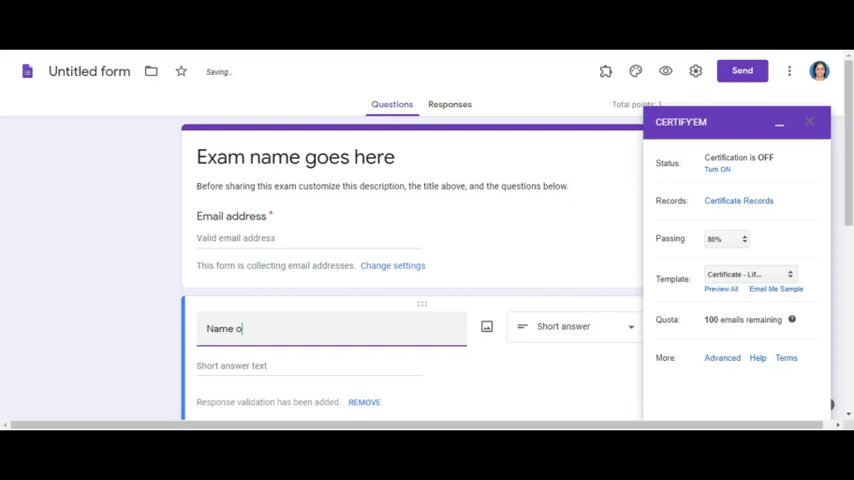 Untitled form
Saving...
Send
Questions
Responses
Total points: 1
CERTIFY'EM
Exam name goes here
Before sharing this exam customize this description, the title above, and the questions below.
Email address *
Valid email address
This form is collecting email addresses. Change settings
Name o
Short answer
Short answer text
Response validation has been added. REMOVE
Status:
Certification is OFF
Turn ON
Records:
Certificate Records
Passing:
80%
Template:
Certificate - Lif...
Preview All
Email Me Sample
Quota:
100 emails remaining
More:
Advanced
Help
Terms